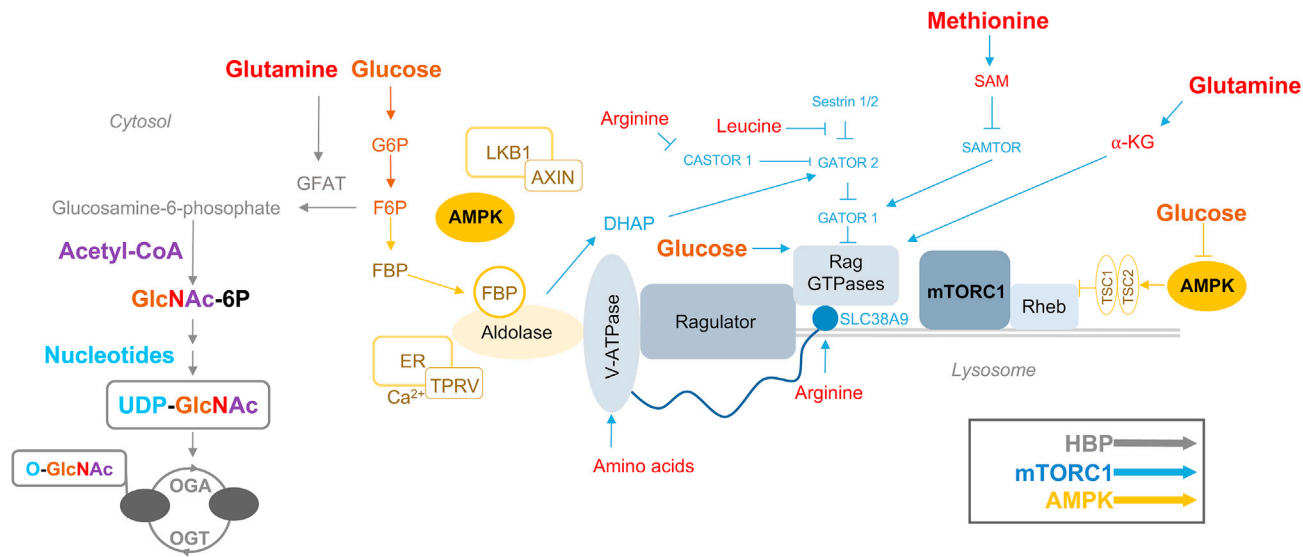 Methionine
Glutamine
Glucose
SAM
Glutamine
Cytosol
Sestrin 1/2
Arginine
Leucine
G6P
LKB1
AXIN
CASTOR 1
GATOR 2
SAMTOR
α-KG
GFAT
Glucosamine-6-phosophate
F6P
AMPK
DHAP
GATOR 1
Glucose
Acetyl-CoA
Glucose
Rag
GTPases
FBP
FBP
mTORC1
TSC1
TSC2
AMPK
GlcNAc-6P
Aldolase
V-ATPase
Ragulator
Rheb
SLC38A9
Nucleotides
ER
TPRV
Ca²⁺
Lysosome
Arginine
UDP-GlcNAc
Amino acids
HBP
mTORC1
AMPK
O-GlcNAc
OGA
OGT